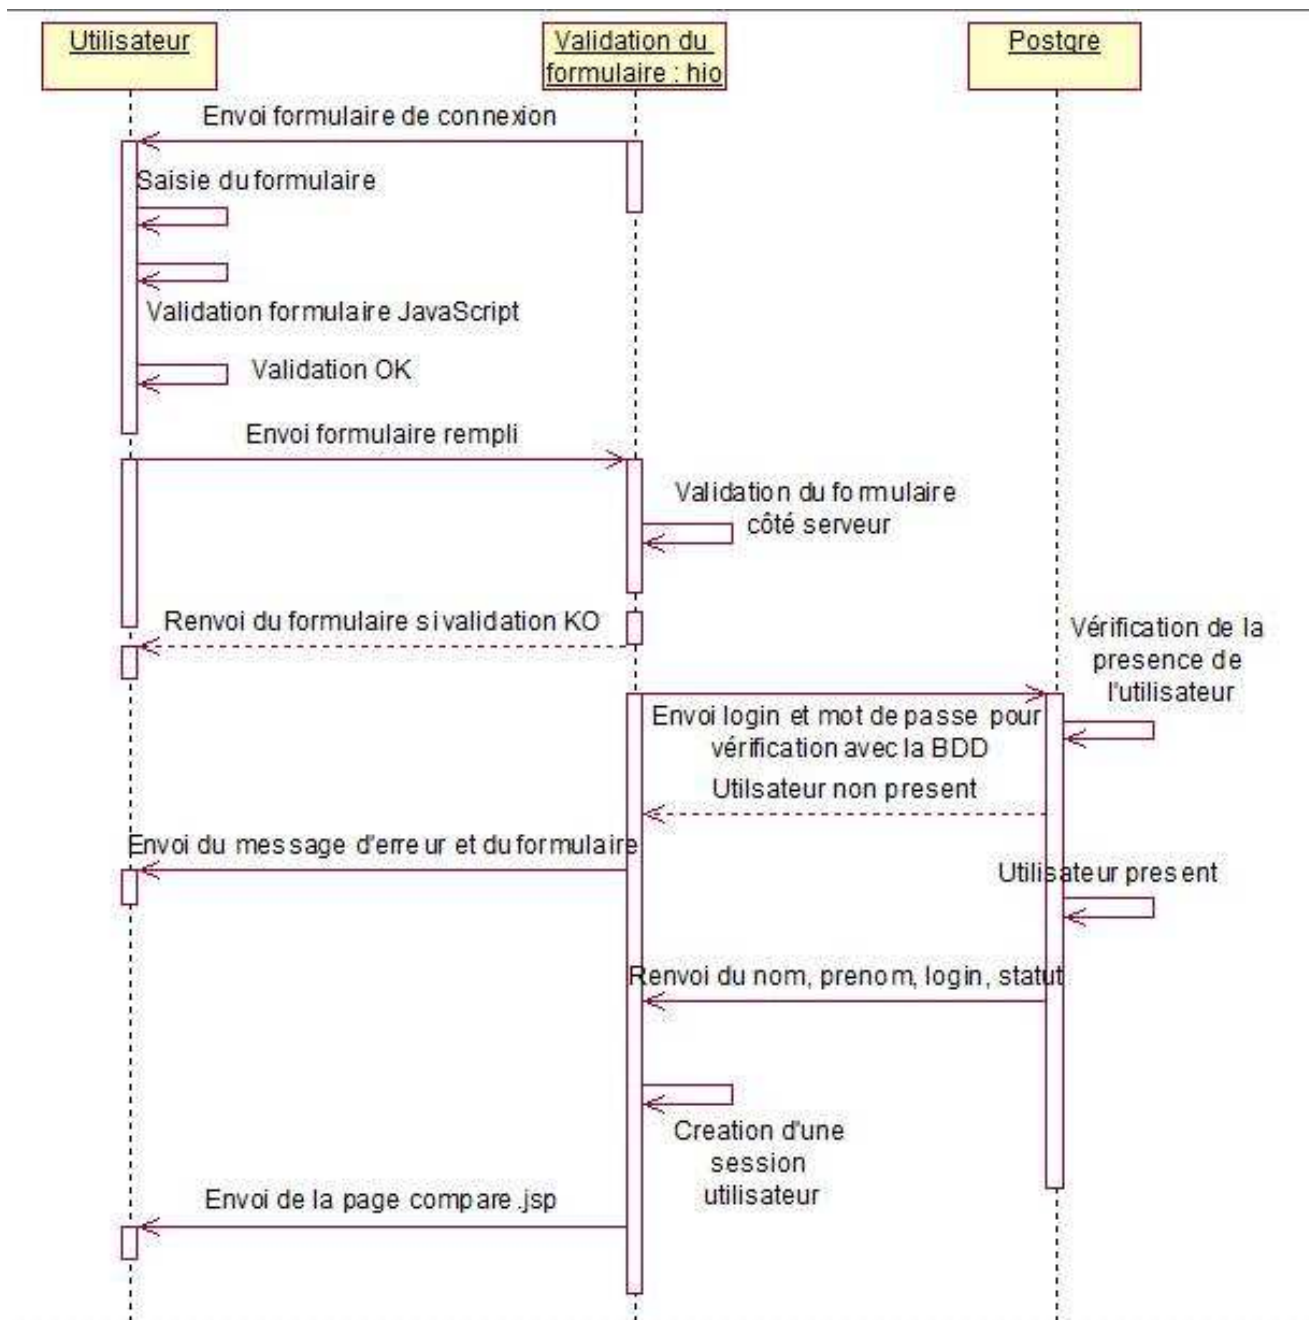 Utilisateur
Validation du
formulaire : hio
Postgre
Envoi formulaire de connexion
Saisie du formulaire
Validation formulaire JavaScript
Validation OK
Envoi formulaire rempli
Validation du formulaire
côté serveur
Renvoi du formulaire si validation KO
Vérification de la
presence de
l'utilisateur
Envoi login et mot de passe pour
vérification avec la BDD
Utilsateur non present
Envoi du message d'erreur et du formulaire
Utilisateur present
Renvoi du nom, prenom, login, statut
Creation d'une
session
utilisateur
Envoi de la page compare.jsp